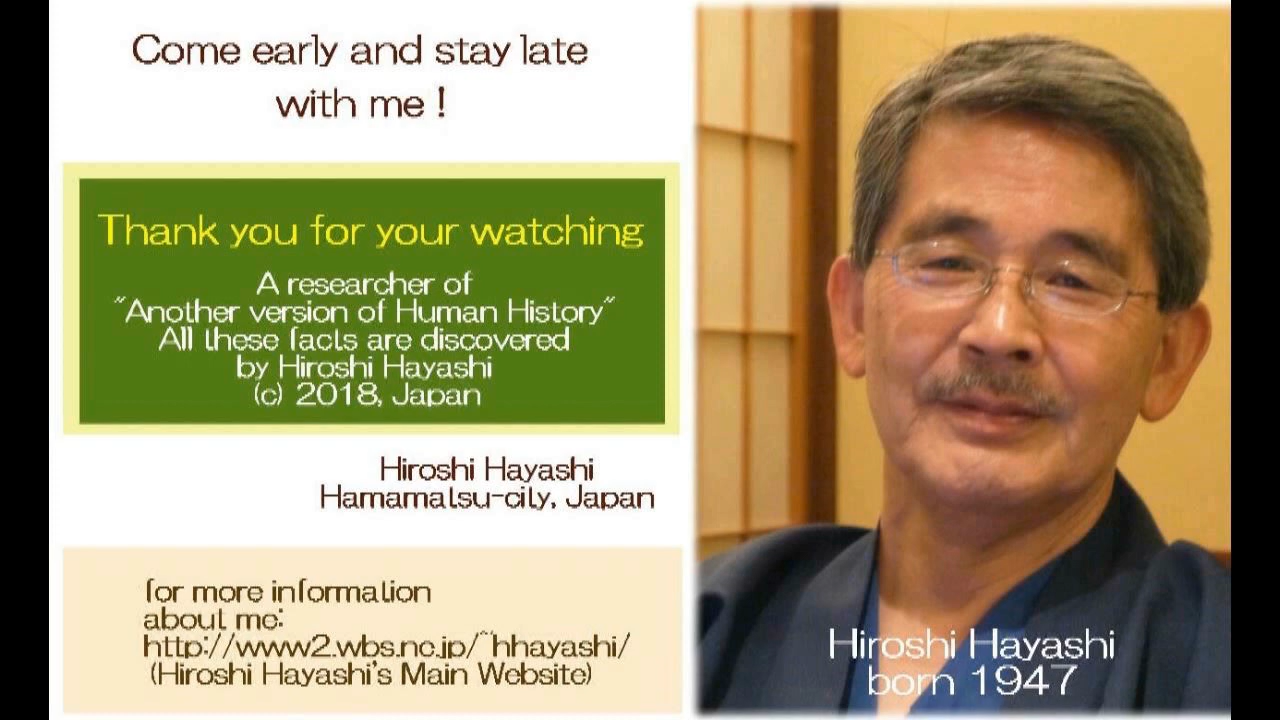 Come early and stay late
with me !
Thank you for your watching
A researcher of
"Another version of Human History"
All these facts are discovered
by Hiroshi Hayashi
(c) 2018, Japan
Hiroshi Hayashi
Hamamatsu-city, Japan
for more information
about me:
http://www2.wbs.ne.jp/~hhayashi/
(Hiroshi Hayashi's Main Website)
Hiroshi Hayashi
born 1947